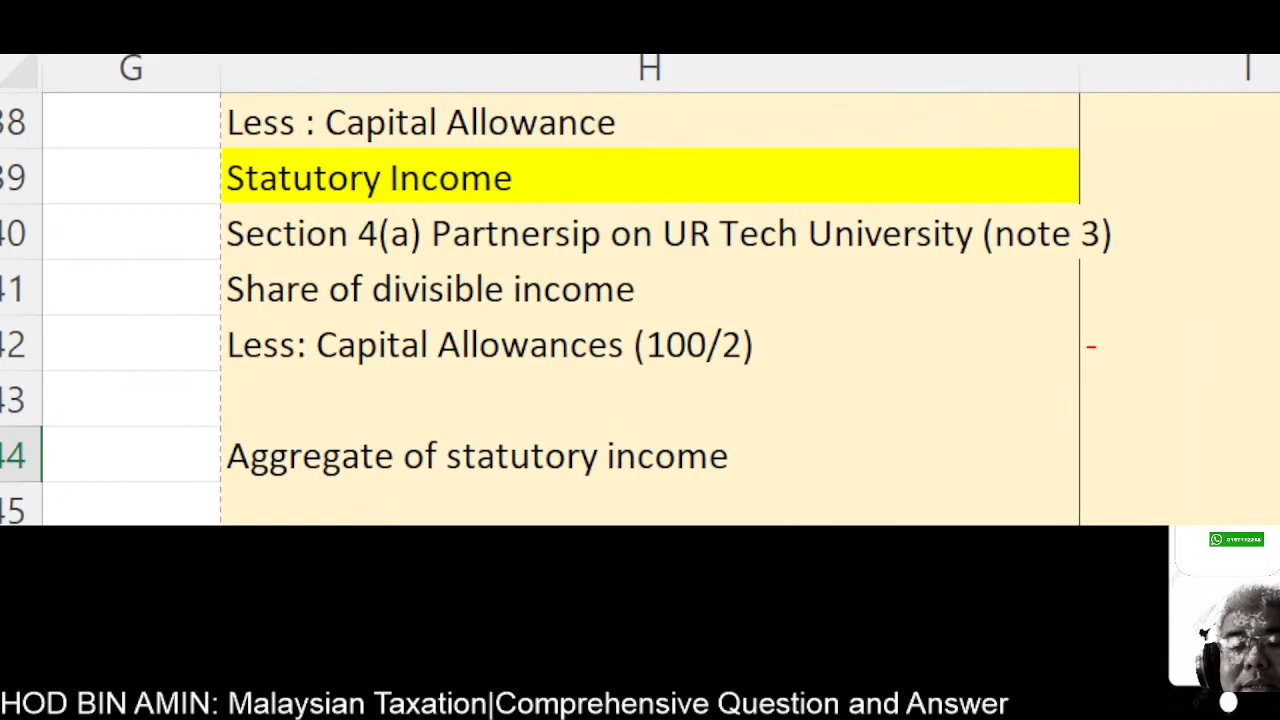 G H I
38 Less : Capital Allowance
39 Statutory Income
40 Section 4(a) Partnersip on UR Tech University (note 3)
41 Share of divisible income
42 Less: Capital Allowances (100/2) -
43
44 Aggregate of statutory income
45
HOD BIN AMIN: Malaysian Taxation|Comprehensive Question and Answer